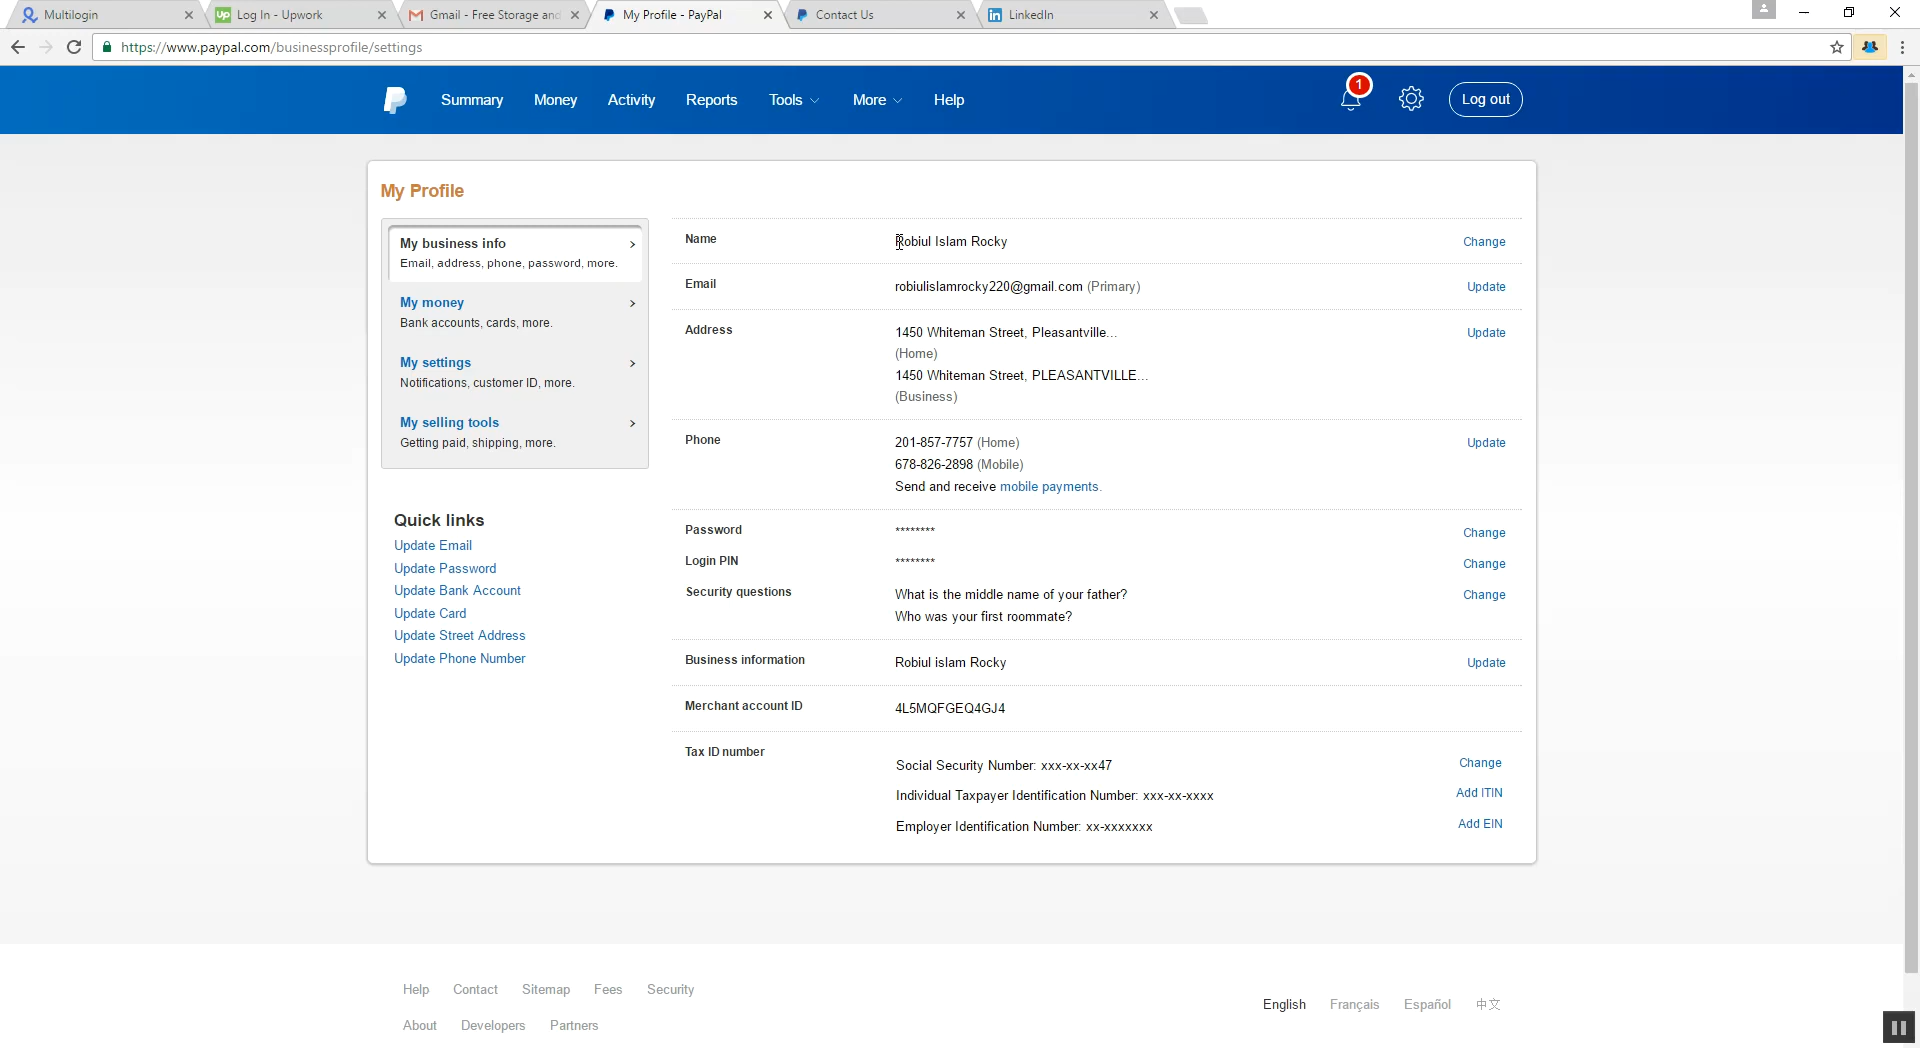 Multilogin
Log In - Upwork
Gmail - Free Storage and
My Profile - PayPal
Contact Us
LinkedIn
https://www.paypal.com/businessprofile/settings
Summary Money Activity Reports Tools More Help
1
Log out
My Profile
My business info
Email, address, phone, password, more.
My money
Bank accounts, cards, more.
My settings
Notifications, customer ID, more.
My selling tools
Getting paid, shipping, more.
Quick links
Update Email
Update Password
Update Bank Account
Update Card
Update Street Address
Update Phone Number
Name Robiul Islam Rocky Change
Email robiulislamrocky220@gmail.com (Primary) Update
Address 1450 Whiteman Street, Pleasantville... Update
(Home)
1450 Whiteman Street, PLEASANTVILLE...
(Business)
Phone 201-857-7757 (Home) Update
678-826-2898 (Mobile)
Send and receive mobile payments.
Password ******** Change
Login PIN ******** Change
Security questions What is the middle name of your father? Change
Who was your first roommate?
Business information Robiul islam Rocky Update
Merchant account ID 4L5MQFGEQ4GJ4
Tax ID number
Social Security Number: xxx-xx-xx47 Change
Individual Taxpayer Identification Number: xxx-xx-xxxx Add ITIN
Employer Identification Number: xx-xxxxxxx Add EIN
Help Contact Sitemap Fees Security
About Developers Partners
English Français Español 中文